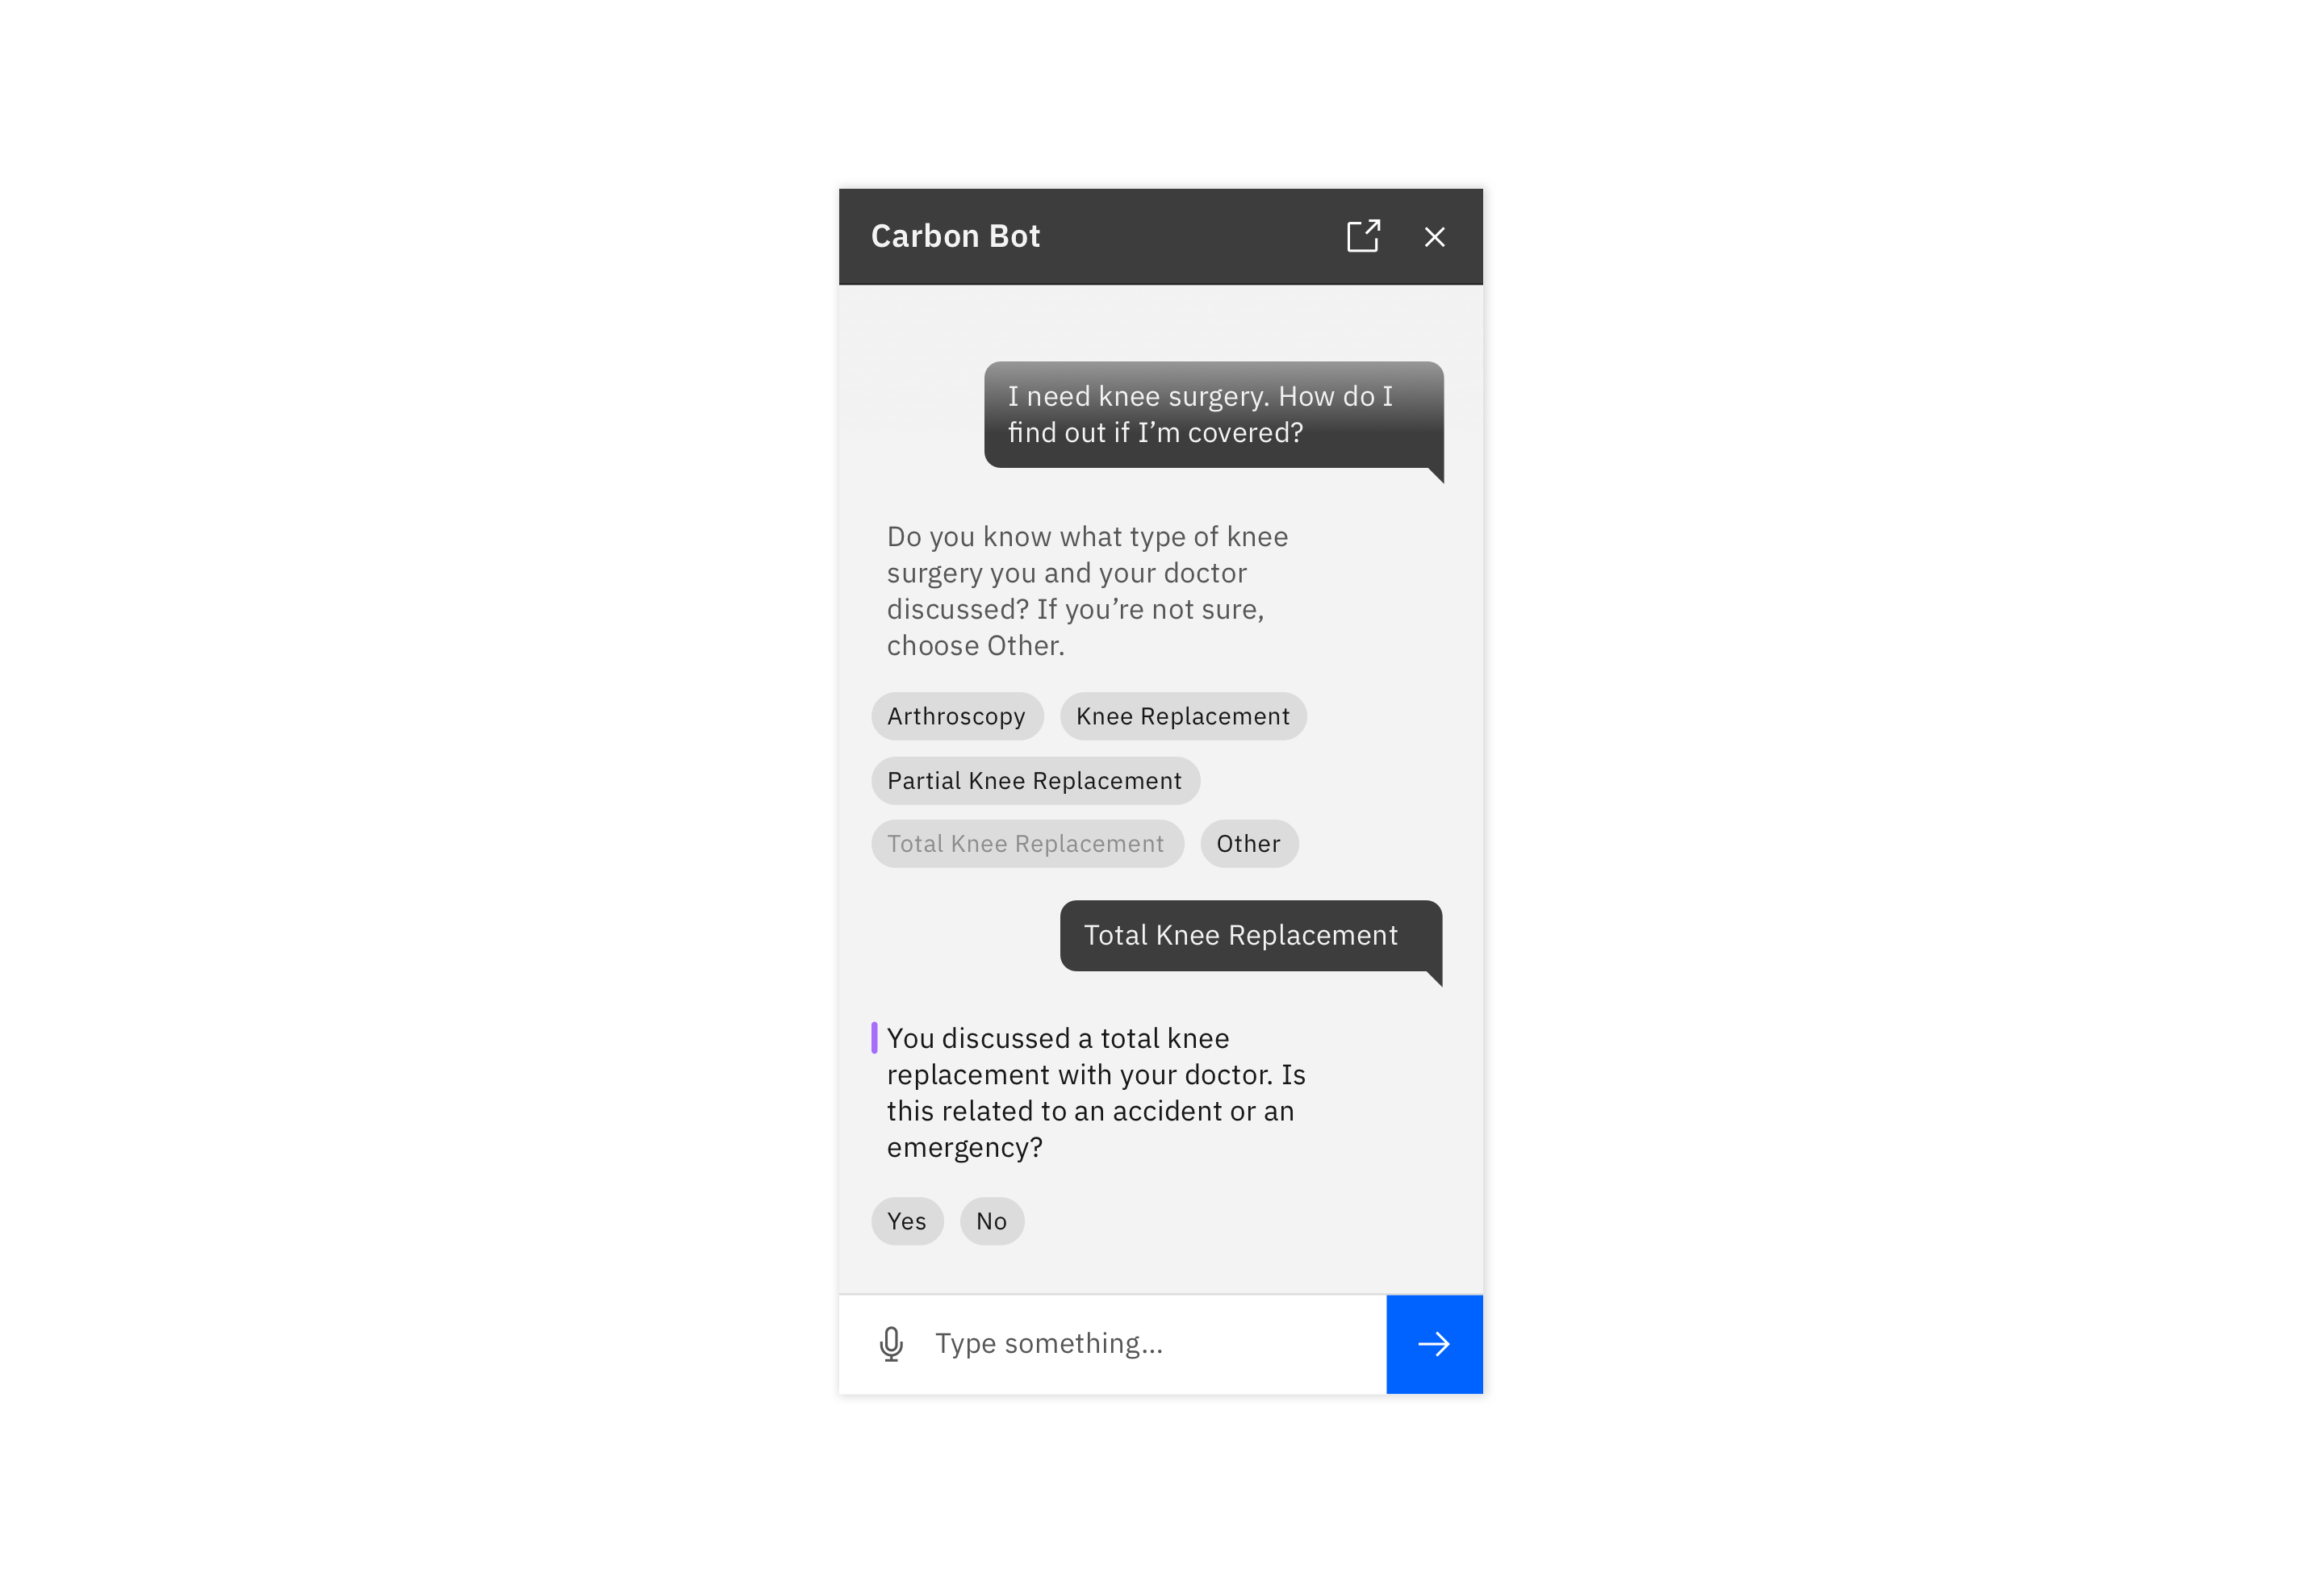 Carbon Bot
I need knee surgery. How do I
find out if I’m covered?
Do you know what type of knee
surgery you and your doctor
discussed? If you’re not sure,
choose Other.
Arthroscopy Knee Replacement
Partial Knee Replacement
Total Knee Replacement Other
Total Knee Replacement
You discussed a total knee
replacement with your doctor. Is
this related to an accident or an
emergency?
Yes No
Type something...